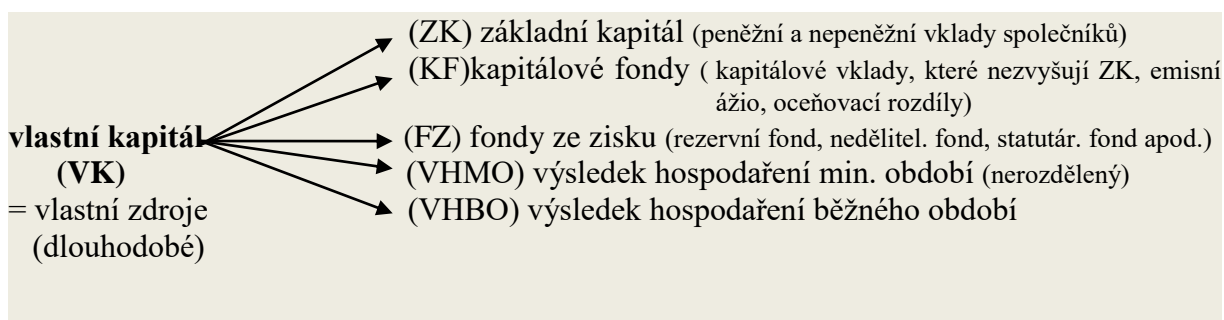 (ZK) základní kapitál (peněžní a nepeněžní vklady společníků)
(KF)kapitálové fondy ( kapitálové vklady, které nezvyšují ZK, emisní
ážio, oceňovací rozdíly)
vlastní kapitál
(FZ) fondy ze zisku (rezervní fond, nedělitel. fond, statutár. fond apod.)
(VK)
(VHMO) výsledek hospodaření min. období (nerozdělený)
= vlastní zdroje
(VHBO) výsledek hospodaření běžného období
(dlouhodobé)